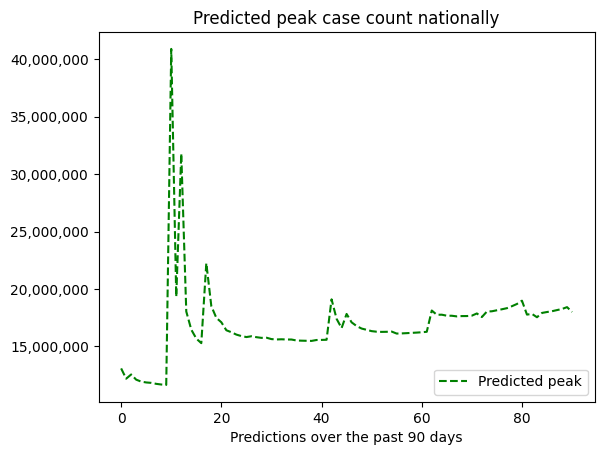 Predicted peak case count nationally
40,000,000
35,000,000
30,000,000
25,000,000
20,000,000
15,000,000
Predicted peak
0 20 40 60 80
Predictions over the past 90 days